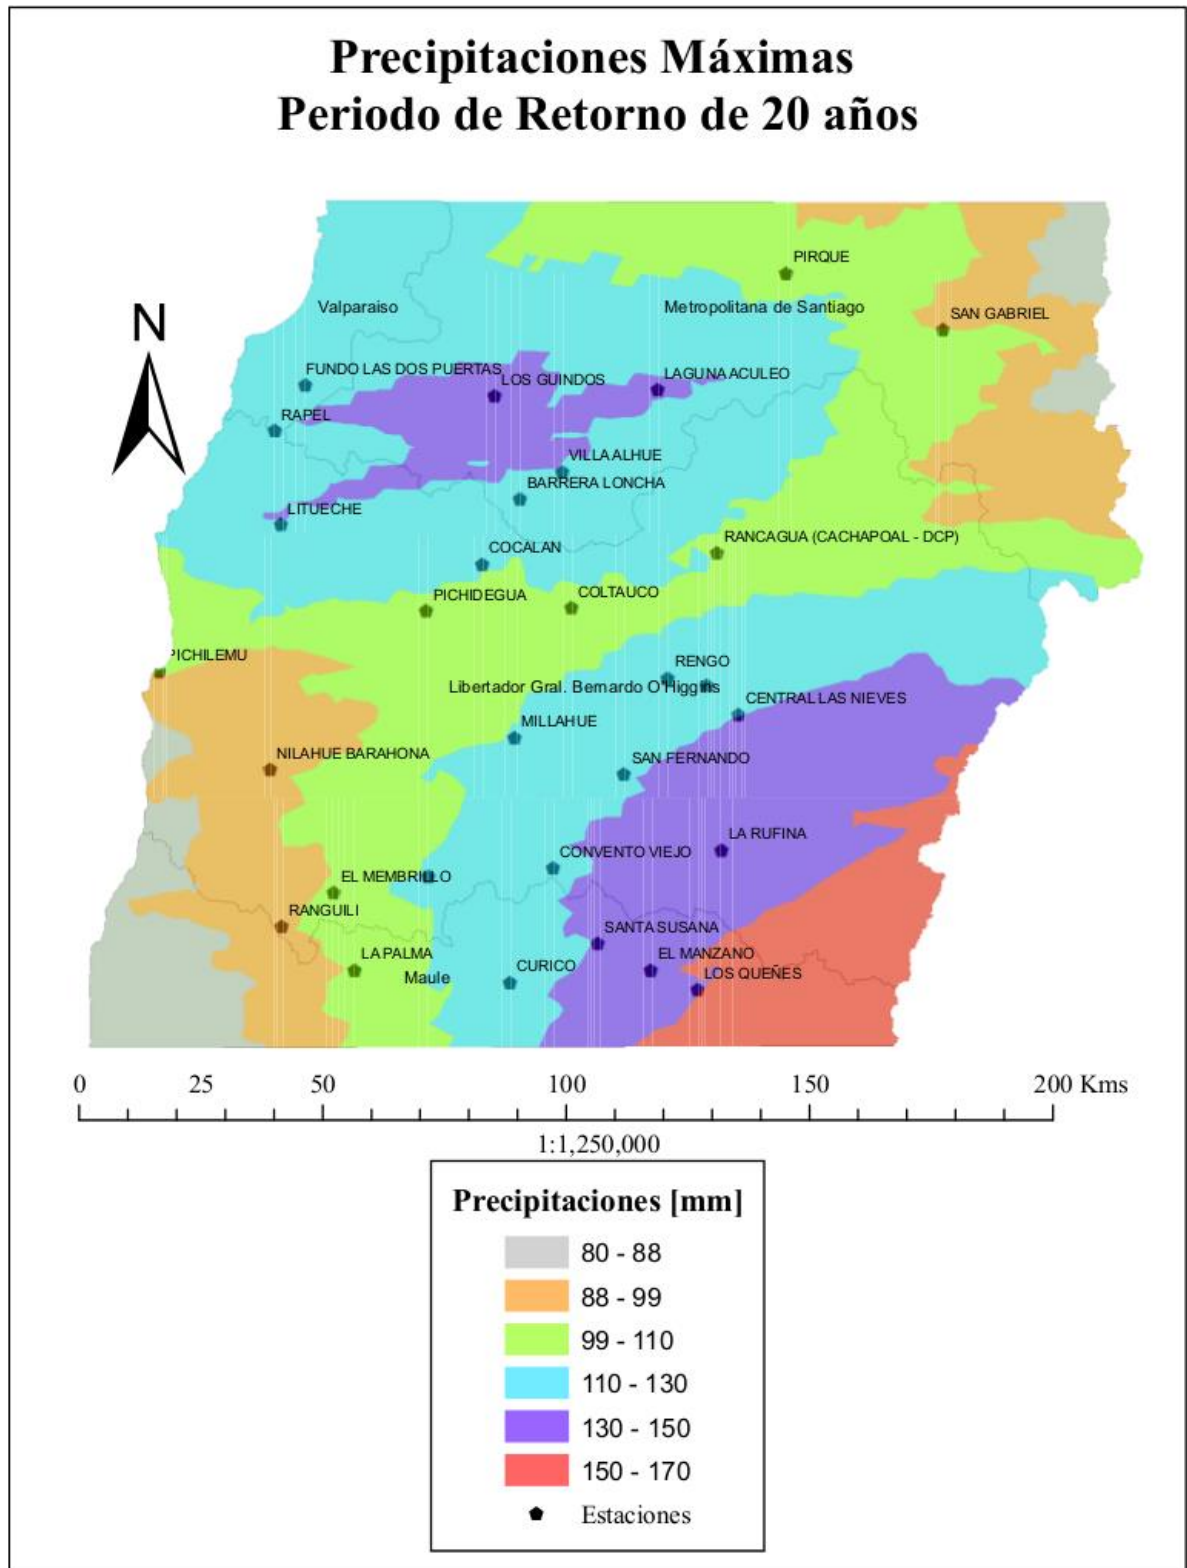 Precipitaciones Máximas
Periodo de Retorno de 20 años
PIRQUE
Valparaiso
Metropolitana de Santiago
SAN GABRIEL
N
FUNDO LAS DOS PUERTAS
LOS GUINDOS
LAGUNA ACULEO
RAPEL
VILLA ALHUE
BARRERA LONCHA
LITUECHE
RANCAGUA (CACHAPOAL - DCP)
COCALAN
PICHIDEGUA
COLTAUCO
PICHILEMU
RENGO
Libertador Gral. Bernardo O'Higgins
CENTRAL LAS NIEVES
MILLAHUE
NILAHUE BARAHONA
SAN FERNANDO
LA RUFINA
CONVENTO VIEJO
EL MEMBRILLO
RANGUILI
SANTA SUSANA
LA PALMA
EL MANZANO
Maule
CURICO
LOS QUEÑES
0 25 50 100 150 200 Kms
1:1,250,000
Precipitaciones [mm]
80 - 88
88 - 99
99 - 110
110 - 130
130 - 150
150 - 170
Estaciones